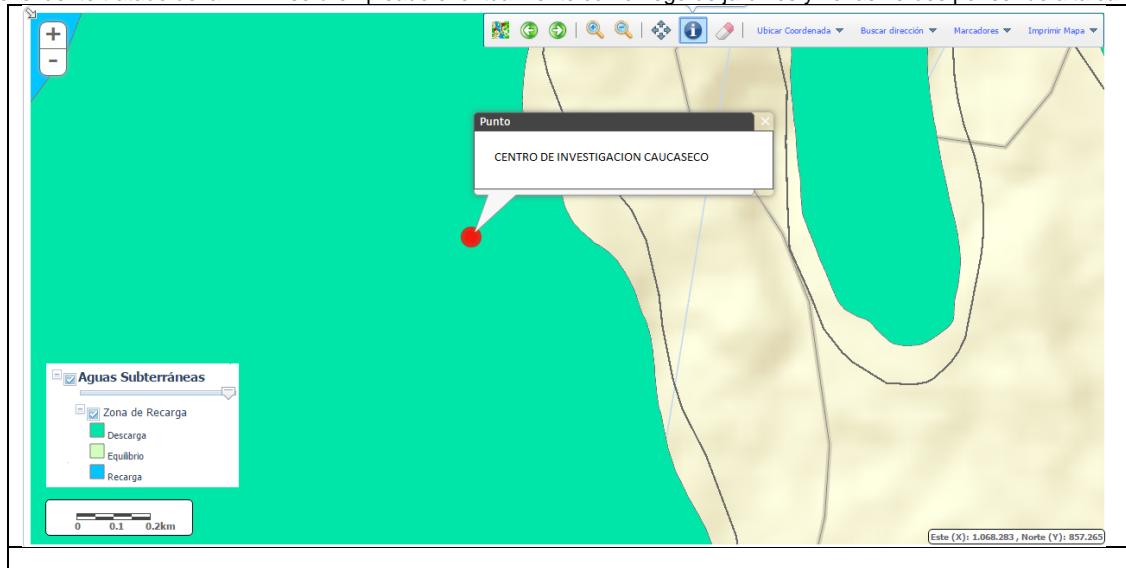 +
-
Ubicar Coordenada Buscar dirección Marcadores Imprimir Mapa
Punto
CENTRO DE INVESTIGACION CAUCASECO
Aguas Subterráneas
Zona de Recarga
Descarga
Equilibrio
Recarga
0 0.1 0.2km
Este (X): 1.068.283 , Norte (Y): 857.265